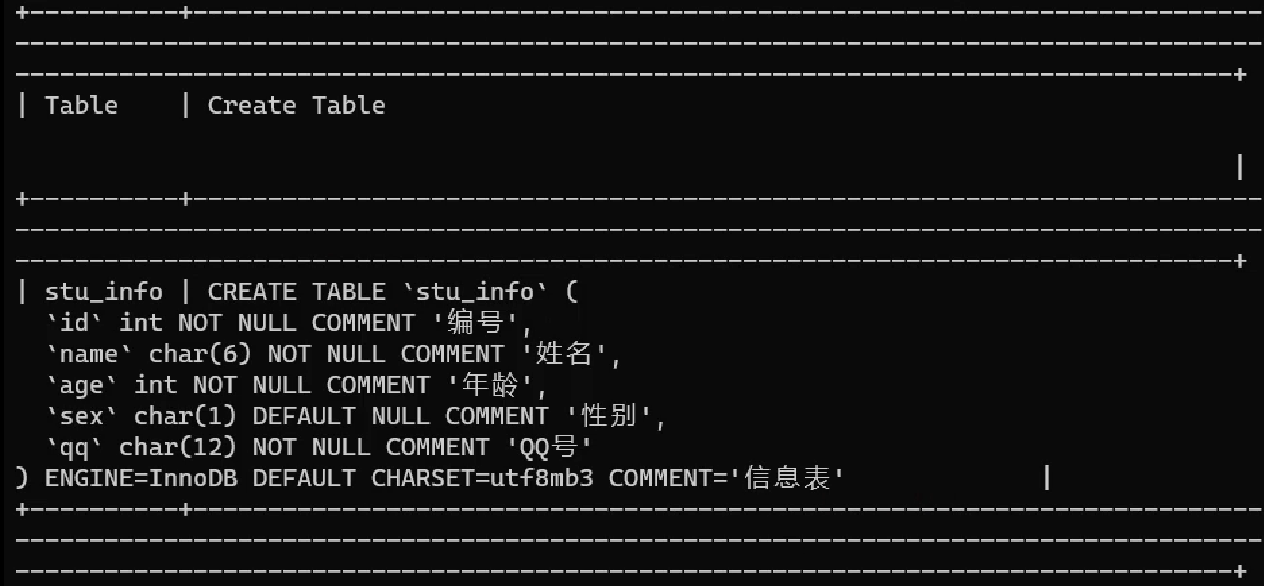 | Table | Create Table
|
| stu_info | CREATE TABLE `stu_info` (
`id` int NOT NULL COMMENT '编号',
`name` char(6) NOT NULL COMMENT '姓名',
`age` int NOT NULL COMMENT '年龄',
`sex` char(1) DEFAULT NULL COMMENT '性别',
`qq` char(12) NOT NULL COMMENT 'QQ号'
) ENGINE=InnoDB DEFAULT CHARSET=utf8mb3 COMMENT='信息表' |